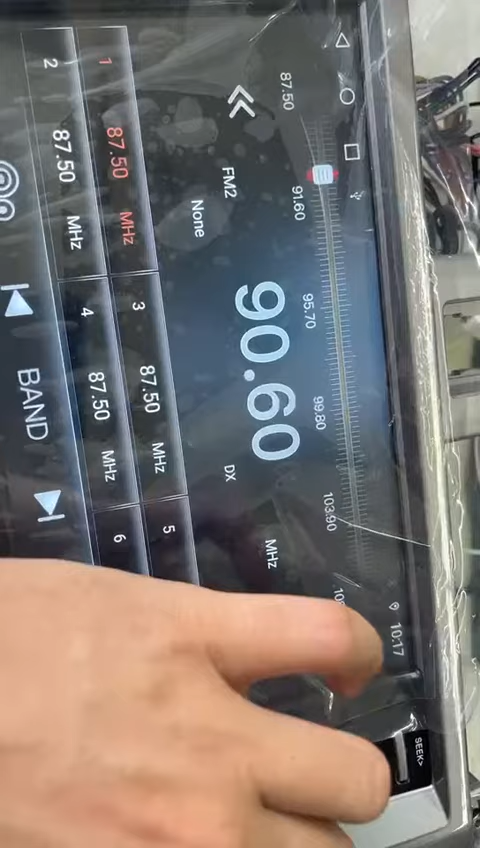 10:17
87.50 91.60 95.70 99.80 103.90
FM2 90.60 MHz
None DX
1 87.50 MHz 3 87.50 MHz 5
2 87.50 MHz 4 87.50 MHz 6
BAND
SEEK>